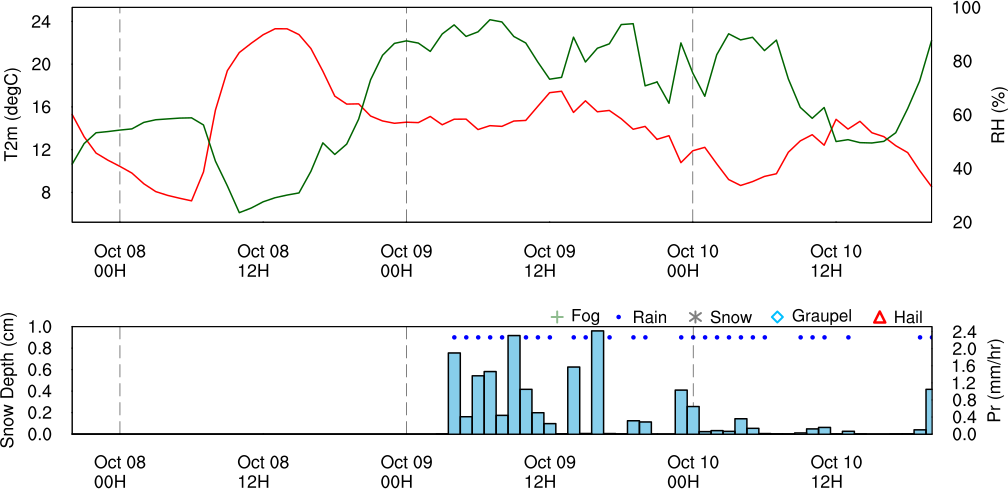 24
20
16
12
8
T2m (degC)
100
80
60
40
20
RH (%)
Oct 08 Oct 08 Oct 09 Oct 09 Oct 10 Oct 10
00H 12H 00H 12H 00H 12H
Fog Rain Snow Graupel Hail
1.0
0.8
0.6
0.4
0.2
0.0
Snow Depth (cm)
2.4
2.0
1.6
1.2
0.8
0.4
0.0
Pr (mm/hr)
Oct 08 Oct 08 Oct 09 Oct 09 Oct 10 Oct 10
00H 12H 00H 12H 00H 12H